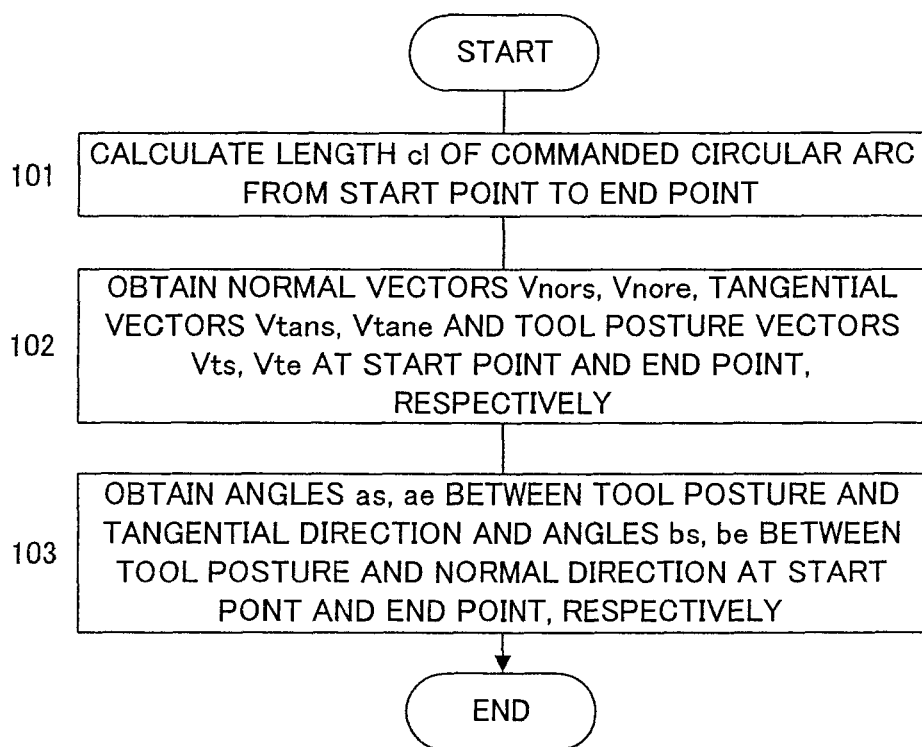 START
101
CALCULATE LENGTH cl OF COMMANDED CIRCULAR ARC
FROM START POINT TO END POINT
102
OBTAIN NORMAL VECTORS Vnors, Vnore, TANGENTIAL
VECTORS Vtans, Vtane AND TOOL POSTURE VECTORS
Vts, Vte AT START POINT AND END POINT,
RESPECTIVELY
103
OBTAIN ANGLES as, ae BETWEEN TOOL POSTURE AND
TANGENTIAL DIRECTION AND ANGLES bs, be BETWEEN
TOOL POSTURE AND NORMAL DIRECTION AT START
PONT AND END POINT, RESPECTIVELY
END